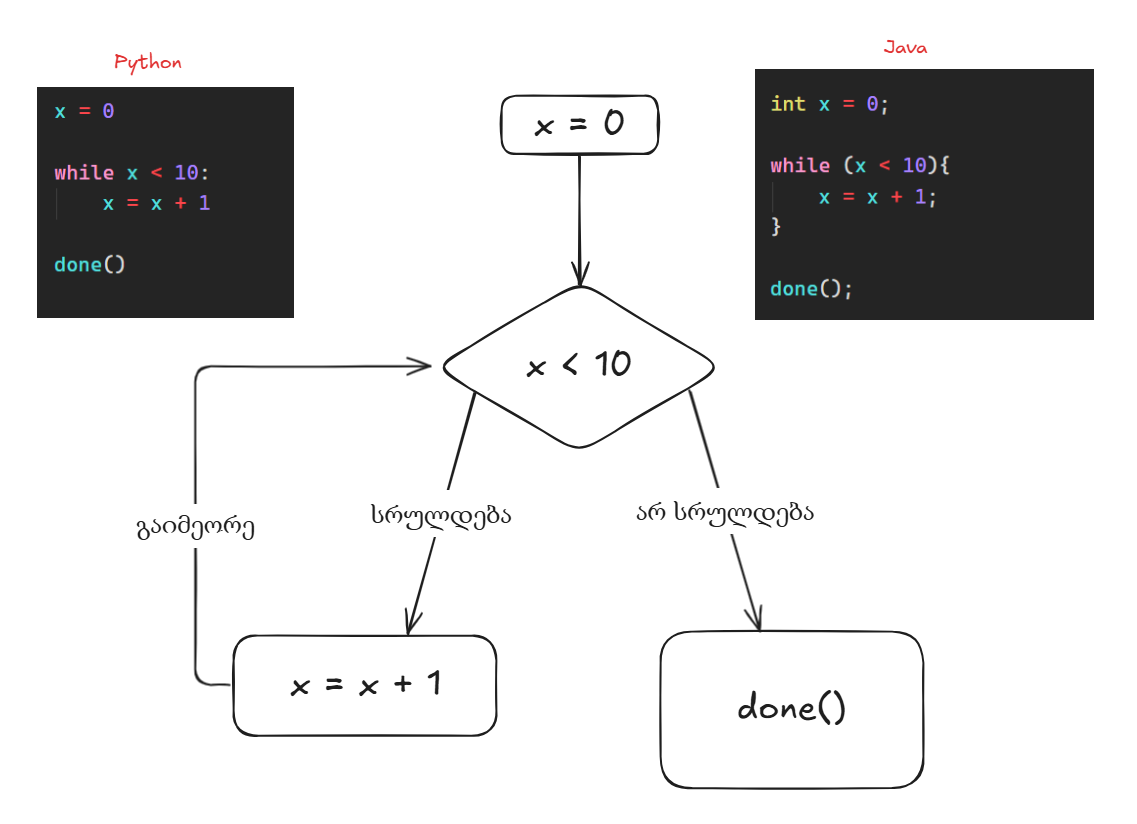 Python
x = 0
while x < 10:
x = x + 1
done()
Java
int x = 0;
while (x < 10){
x = x + 1;
}
done();
x = 0
x < 10
გაიმეორე
სრულდება
არ სრულდება
x = x + 1
done()